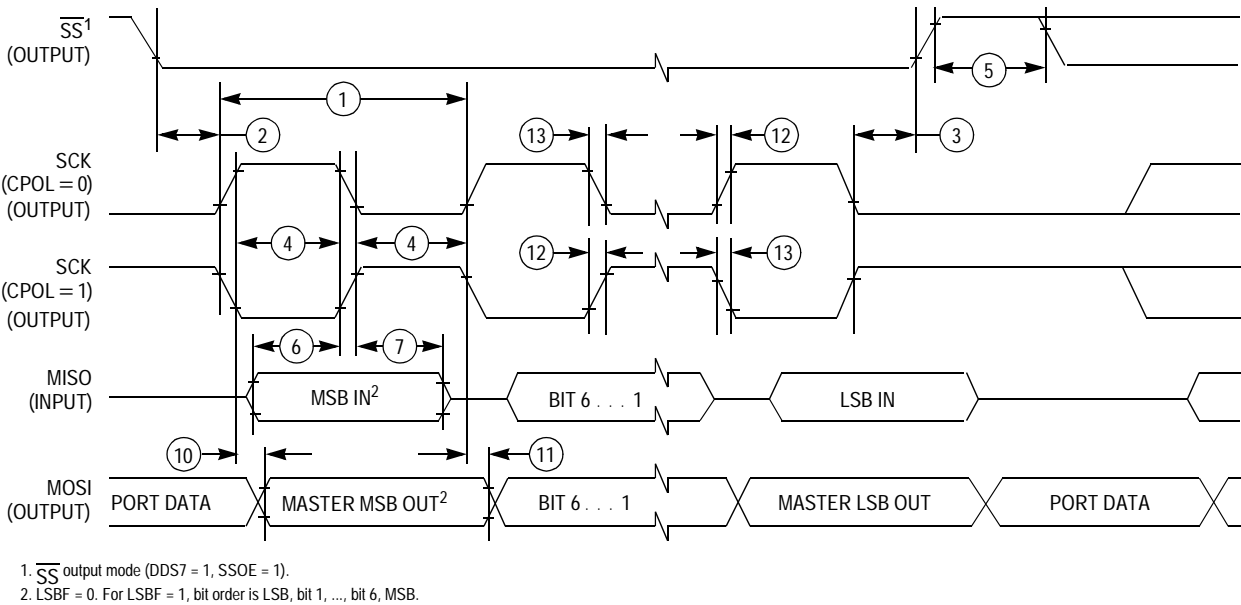 SS¹
(OUTPUT)
5
1
2
13
12
3
SCK
(CPOL = 0)
(OUTPUT)
4
4
12
13
SCK
(CPOL = 1)
(OUTPUT)
6
7
MISO
(INPUT)
MSB IN²
BIT 6 . . . 1
LSB IN
10
11
MOSI
(OUTPUT)
PORT DATA
MASTER MSB OUT²
BIT 6 . . . 1
MASTER LSB OUT
PORT DATA
1. SS output mode (DDS7 = 1, SSOE = 1).
2. LSBF = 0. For LSBF = 1, bit order is LSB, bit 1, ..., bit 6, MSB.